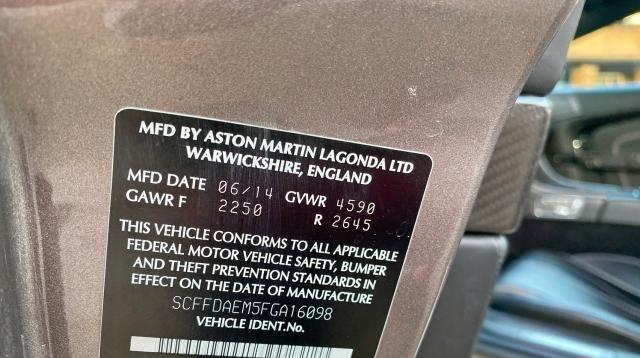 MFD BY ASTON MARTIN LAGONDA LTD
WARWICKSHIRE, ENGLAND
MFD DATE 06/14 GVWR 4590
GAWR F 2250 R 2645
THIS VEHICLE CONFORMS TO ALL APPLICABLE
FEDERAL MOTOR VEHICLE SAFETY, BUMPER
AND THEFT PREVENTION STANDARDS IN
EFFECT ON THE DATE OF MANUFACTURE
SCFFDAEM5FGA16098
VEHICLE IDENT.No.